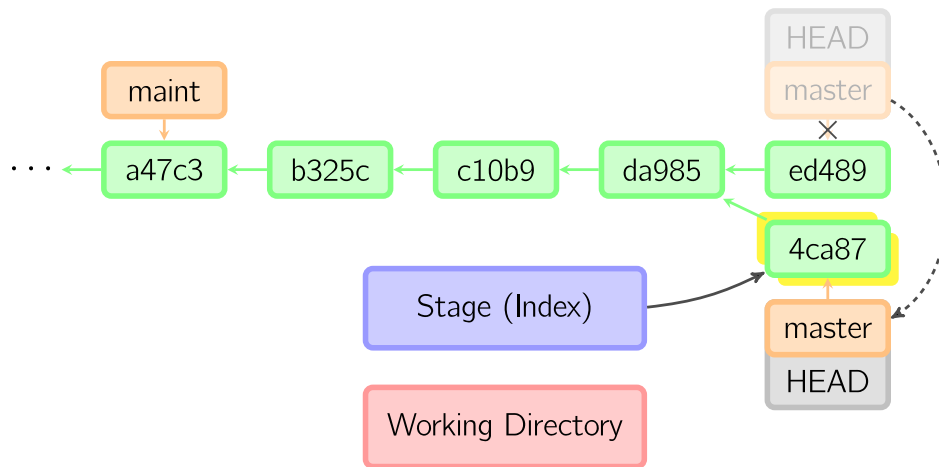 HEAD
maint
master
... a47c3 b325c c10b9 da985 ed489
4ca87
Stage (Index)
master
HEAD
Working Directory